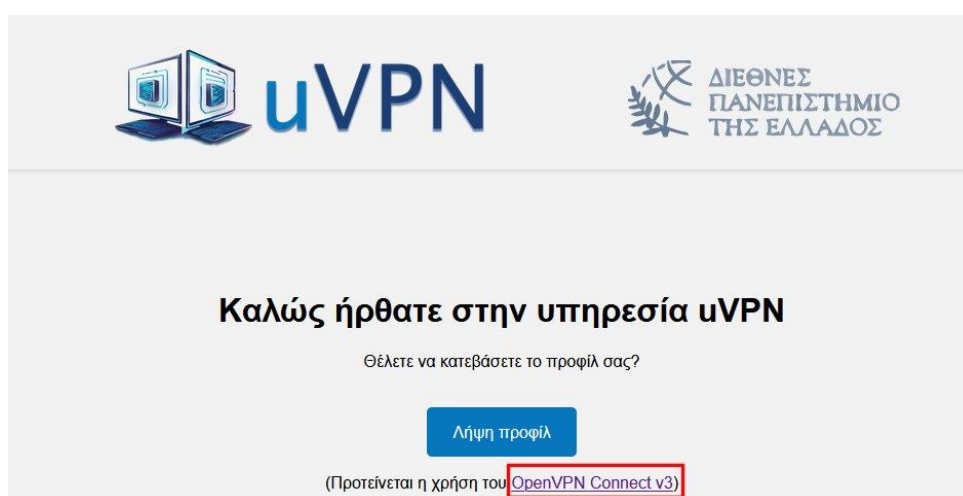 uVPN
ΔΙΕΘΝΕΣ
ΠΑΝΕΠΙΣΤΗΜΙΟ
ΤΗΣ ΕΛΛΑΔΟΣ
Καλώς ήρθατε στην υπηρεσία uVPN
Θέλετε να κατεβάσετε το προφίλ σας?
Λήψη προφίλ
(Προτείνεται η χρήση του OpenVPN Connect v3)